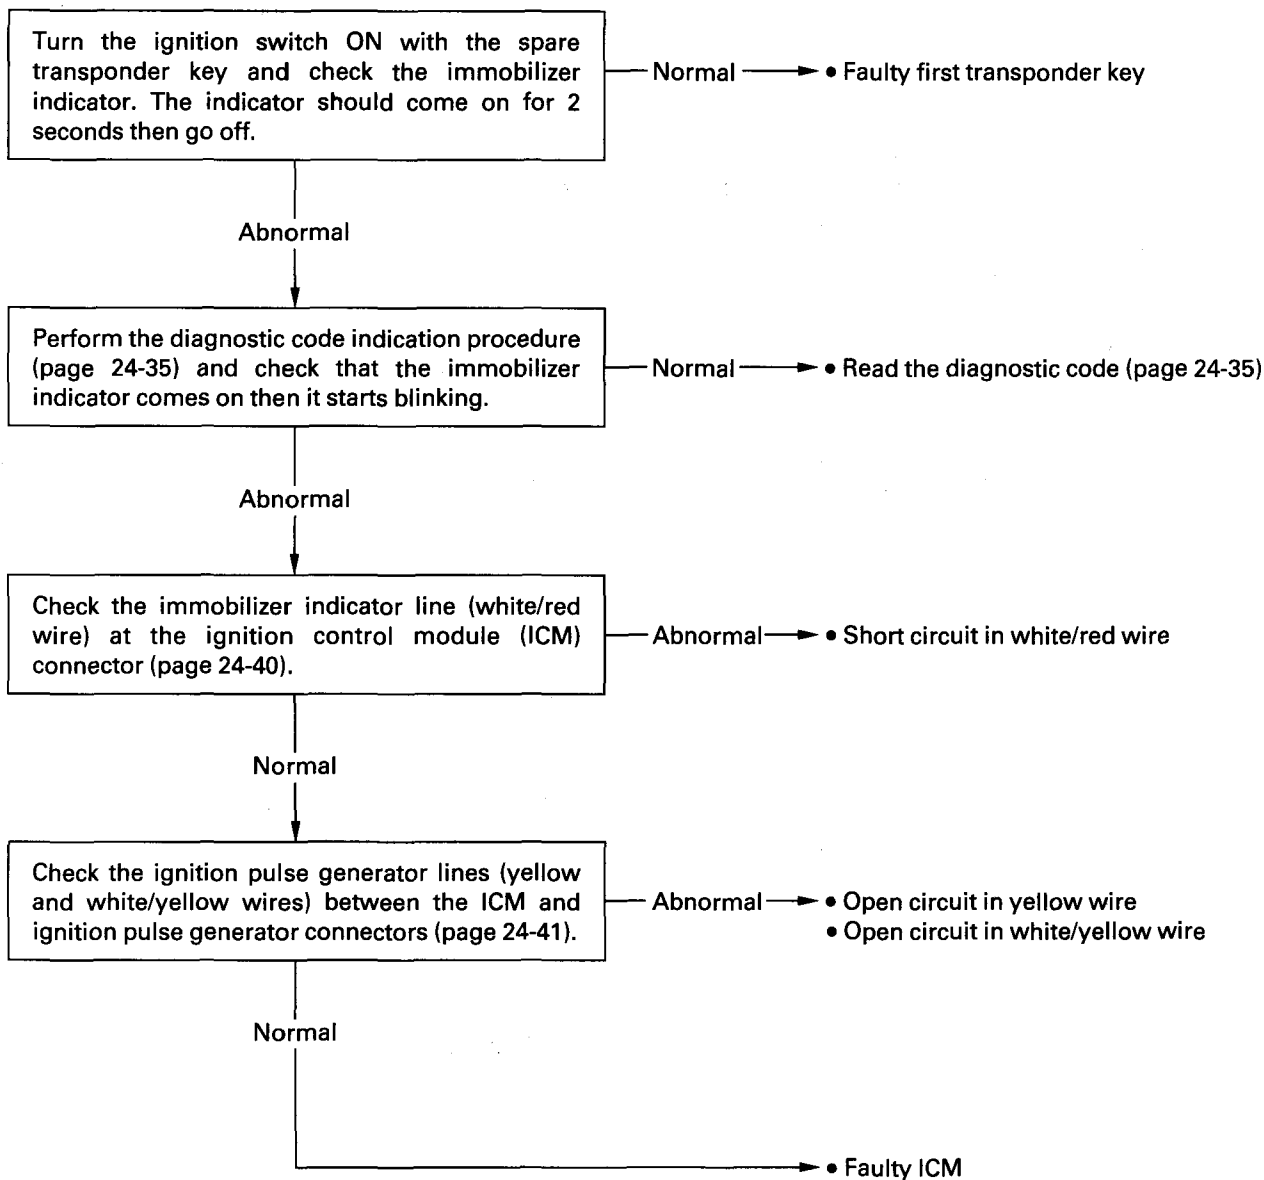 Turn the ignition switch ON with the spare
transponder key and check the immobilizer
indicator. The indicator should come on for 2
seconds then go off.
Normal
• Faulty first transponder key
Abnormal
Perform the diagnostic code indication procedure
(page 24-35) and check that the immobilizer
indicator comes on then it starts blinking.
Normal
• Read the diagnostic code (page 24-35)
Abnormal
Check the immobilizer indicator line (white/red
wire) at the ignition control module (ICM)
connector (page 24-40).
Abnormal
• Short circuit in white/red wire
Normal
Check the ignition pulse generator lines (yellow
and white/yellow wires) between the ICM and
ignition pulse generator connectors (page 24-41).
Abnormal
• Open circuit in yellow wire
• Open circuit in white/yellow wire
Normal
• Faulty ICM